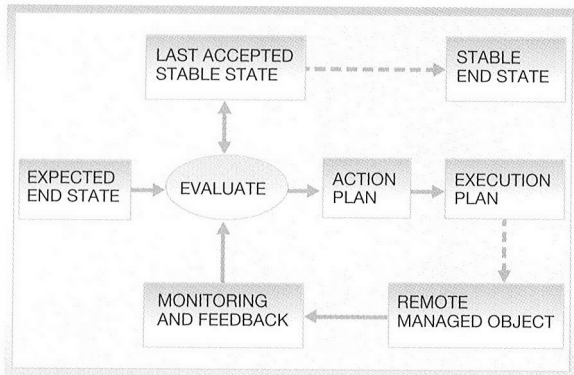 LAST ACCEPTED
STABLE STATE
STABLE
END STATE
EXPECTED
END STATE
EVALUATE
ACTION
PLAN
EXECUTION
PLAN
MONITORING
AND FEEDBACK
REMOTE
MANAGED OBJECT